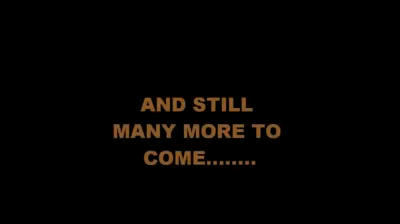 AND STILL
MANY MORE TO
COME........